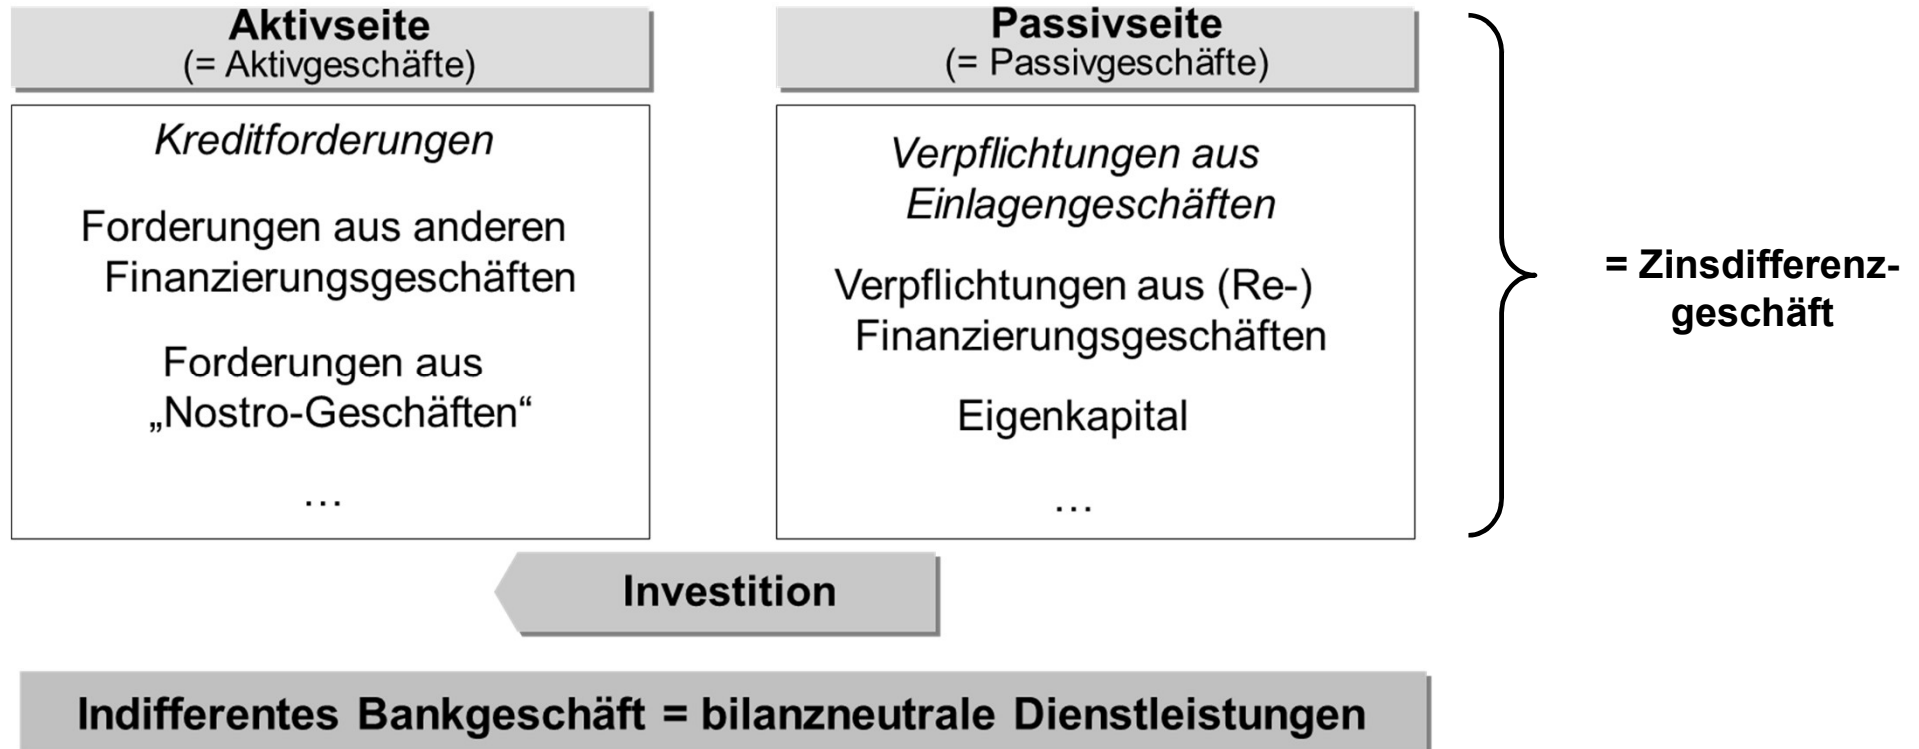 Aktivseite
(= Aktivgeschäfte)
Kreditforderungen
Forderungen aus anderen
Finanzierungsgeschäften
Forderungen aus
„Nostro-Geschäften“
…
Passivseite
(= Passivgeschäfte)
Verpflichtungen aus
Einlagengeschäften
Verpflichtungen aus (Re-)
Finanzierungsgeschäften
Eigenkapital
…
= Zinsdifferenz-
geschäft
Investition
Indifferentes Bankgeschäft = bilanzneutrale Dienstleistungen